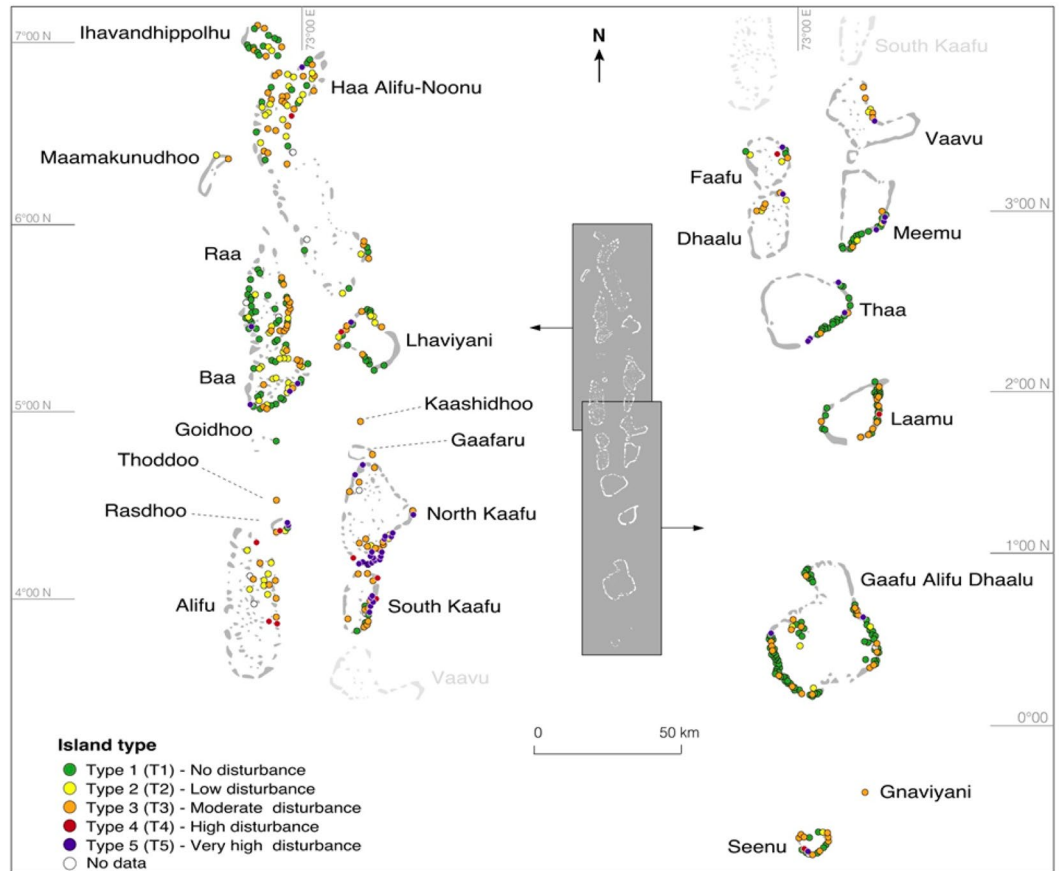 73°00 E
73°00 E
7°00 N
Ihavandhippolhu
N
South Kaafu
Haa Alifu-Noonu
Vaavu
Maamakunudhoo
Faafu
3°00 N
6°00 N
Dhaalu
Meemu
Raa
Thaa
Lhaviyani
Baa
2°00 N
Kaashidhoo
5°00 N
Laamu
Goidhoo
Gaafaru
Thoddoo
Rasdhoo
North Kaafu
1°00 N
Gaafu Alifu Dhaalu
4°00 N
Alifu
South Kaafu
Vaavu
0°00
0
50 km
Island type
Type 1 (T1) - No disturbance
Type 2 (T2) - Low disturbance
Type 3 (T3) - Moderate disturbance
Type 4 (T4) - High disturbance
Type 5 (T5) - Very high disturbance
No data
Gnaviyani
Seenu